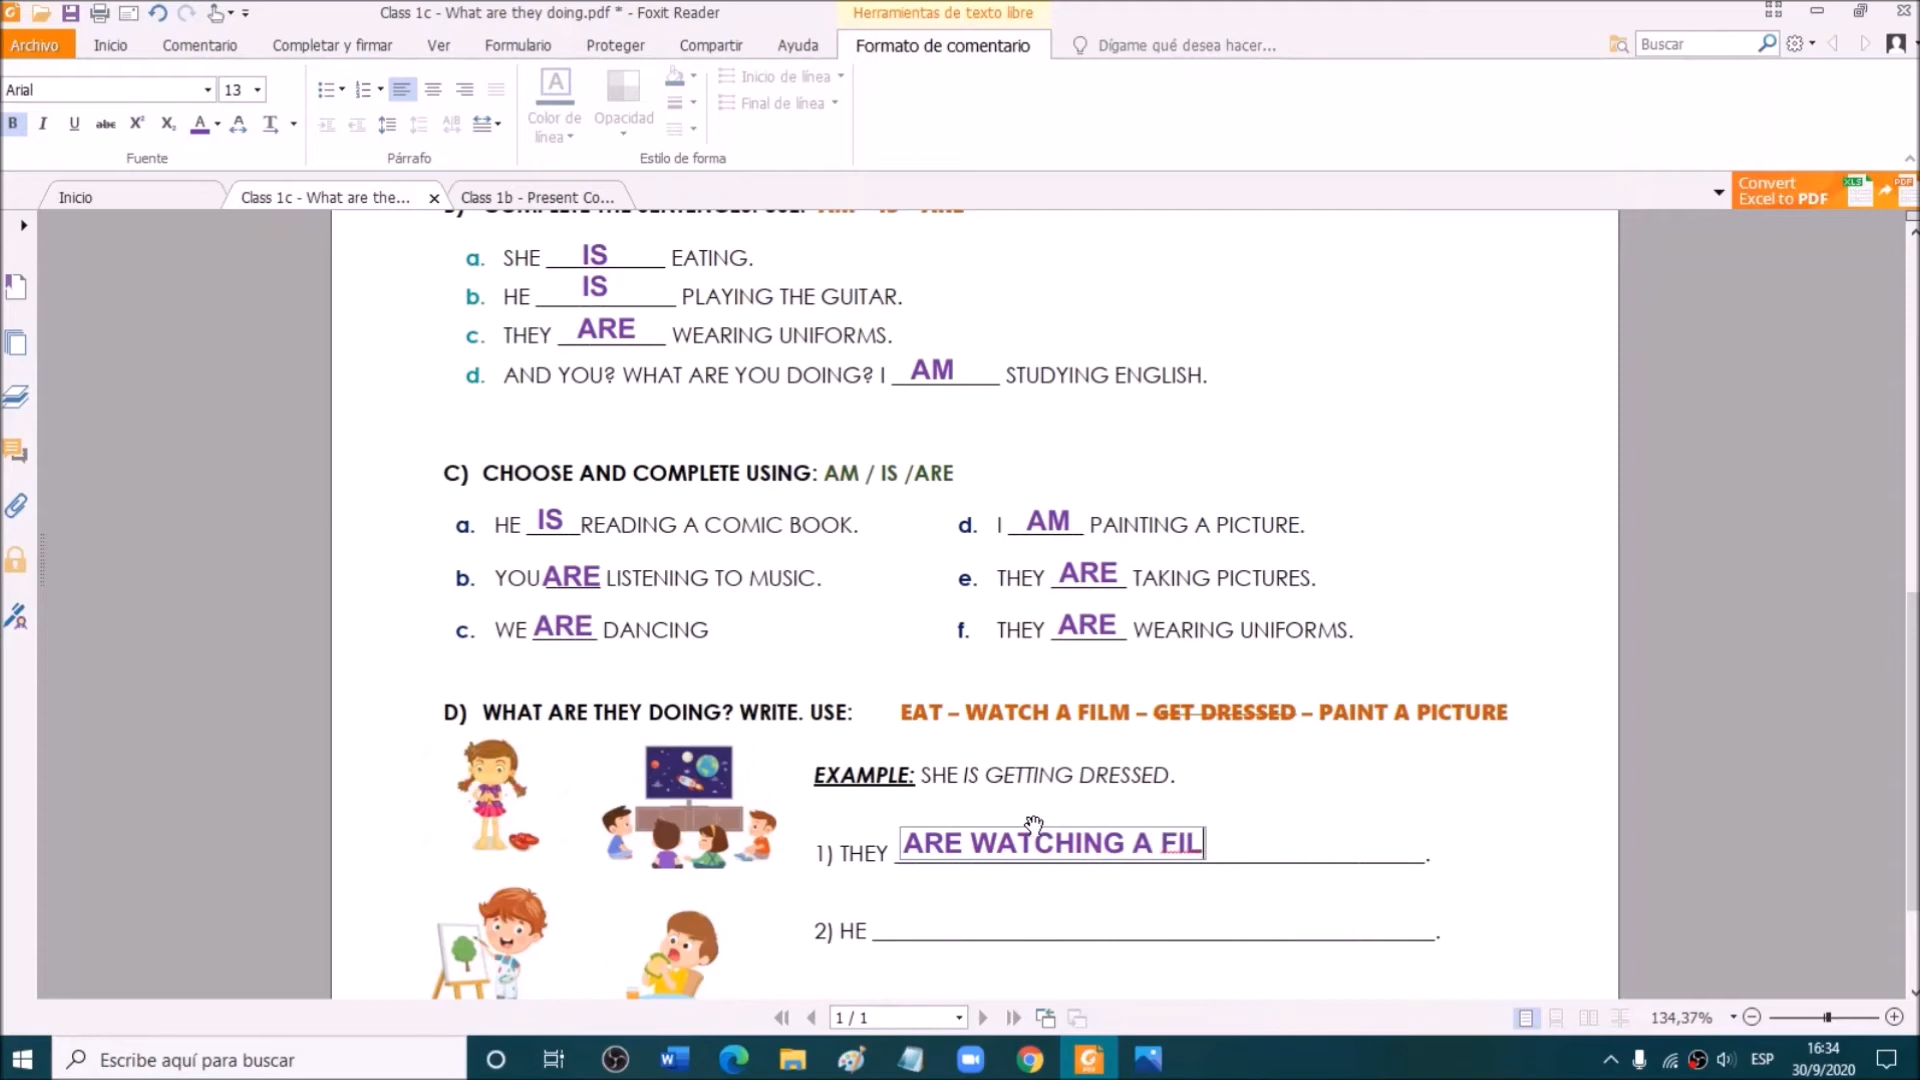 Class 1c - What are they doing.pdf * - Foxit Reader
Herramientas de texto libre
Archivo Inicio Comentario Completar y firmar Ver Formulario Proteger Compartir Ayuda Formato de comentario Dígame qué desea hacer... Buscar
Arial 13
Inicio de línea
Final de línea
Color de línea Opacidad
Fuente Párrafo Estilo de forma
Inicio Class 1c - What are the... Class 1b - Present Co...
Convert
Excel to PDF
a. SHE IS EATING.
b. HE IS PLAYING THE GUITAR.
c. THEY ARE WEARING UNIFORMS.
d. AND YOU? WHAT ARE YOU DOING? I AM STUDYING ENGLISH.
C) CHOOSE AND COMPLETE USING: AM / IS /ARE
a. HE IS READING A COMIC BOOK.
b. YOU ARE LISTENING TO MUSIC.
c. WE ARE DANCING
d. I AM PAINTING A PICTURE.
e. THEY ARE TAKING PICTURES.
f. THEY ARE WEARING UNIFORMS.
D) WHAT ARE THEY DOING? WRITE. USE: EAT – WATCH A FILM – GET DRESSED – PAINT A PICTURE
EXAMPLE: SHE IS GETTING DRESSED.
1) THEY ARE WATCHING A FIL.
2) HE ____.
1 / 1
134,37%
Escribe aquí para buscar
ESP
16:34
30/9/2020